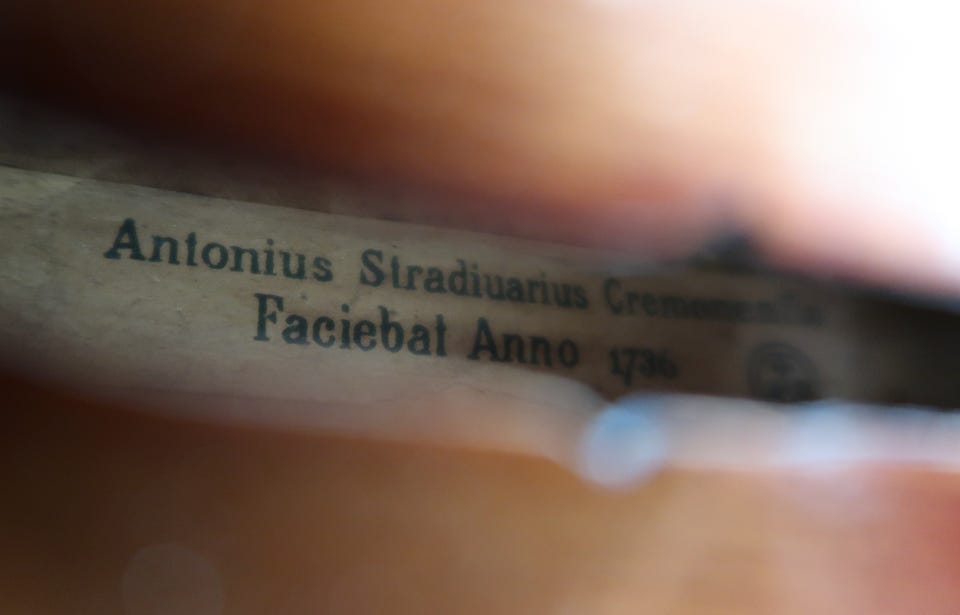 Antonius Stradiuarius
Faciebat Anno 1736